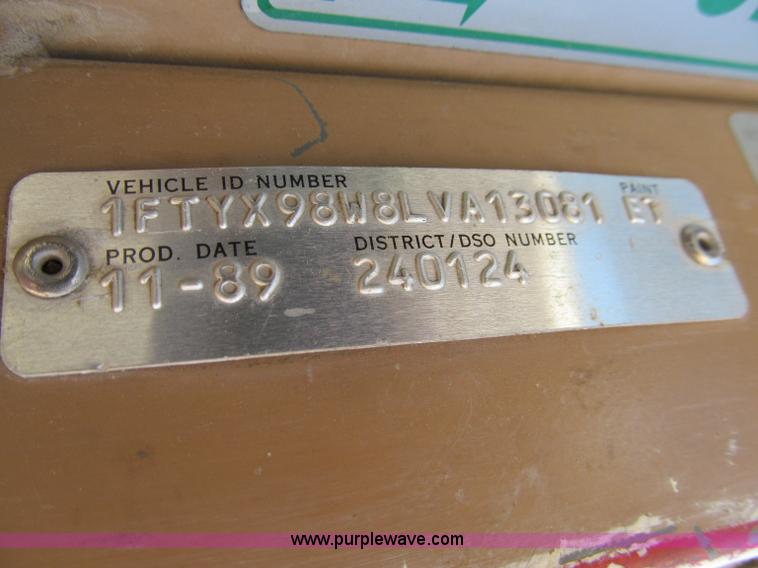 VEHICLE ID NUMBER PAINT
1FTYX98W8LVA13081 ET
PROD. DATE DISTRICT/DSO NUMBER
11-89 240124
www.purplewave.com